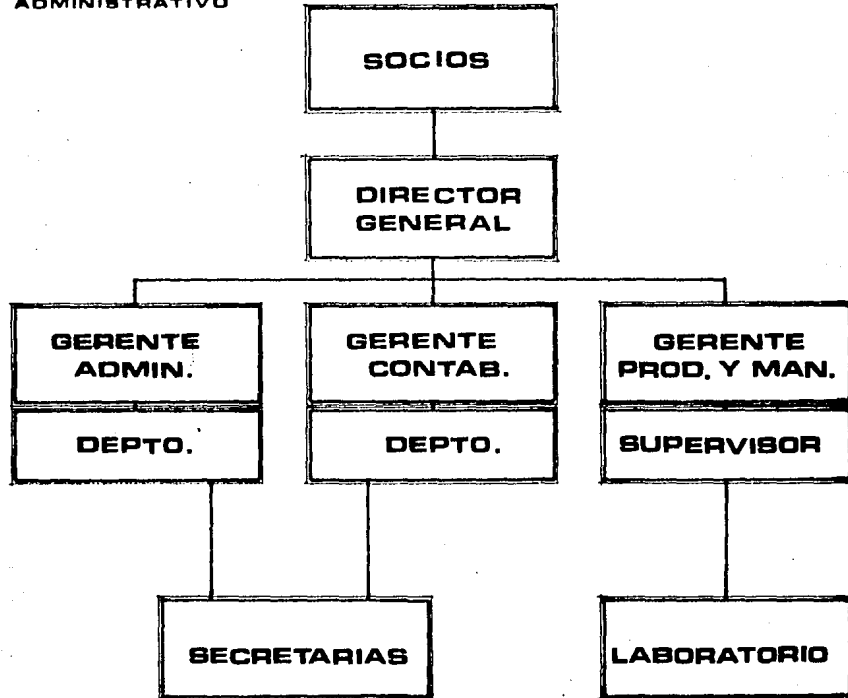 ADMINISTRATIVO
SOCIOS
DIRECTOR
GENERAL
GERENTE
ADMIN.
GERENTE
CONTAB.
GERENTE
PROD. Y MAN.
DEPTO.
DEPTO.
SUPERVISOR
SECRETARIAS
LABORATORIO